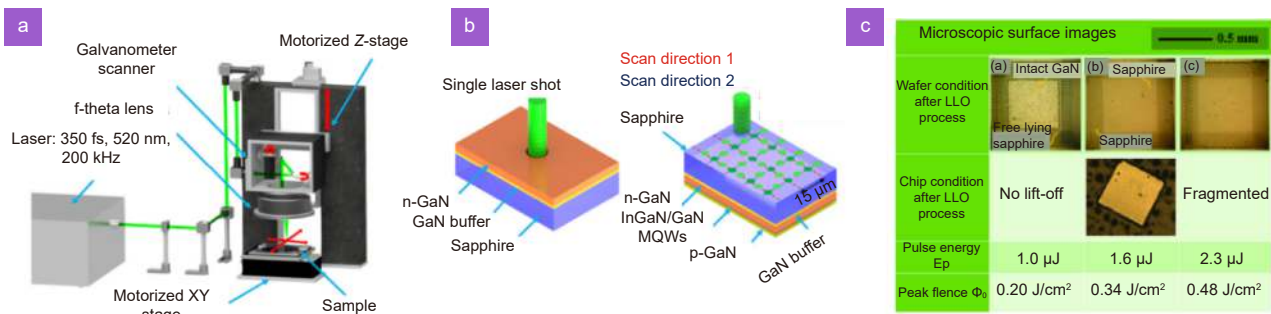 a
Galvanometer
scanner
Motorized Z-stage
f-theta lens
Laser: 350 fs, 520 nm,
200 kHz
Motorized XY
stage
Sample
b
Scan direction 1
Scan direction 2
Single laser shot
Sapphire
n-GaN
GaN buffer
Sapphire
n-GaN
InGaN/GaN
MQWs
p-GaN
15 µm
GaN buffer
c
Microscopic surface images
0.5 mm
Wafer condition
after LLO
process
(a) Intact GaN
Free lying
sapphire
(b) Sapphire
Sapphire
(c)
Chip condition
after LLO
process
No lift-off
Fragmented
Pulse energy
Ep
1.0 µJ
1.6 µJ
2.3 µJ
Peak flence Φ₀
0.20 J/cm²
0.34 J/cm²
0.48 J/cm²